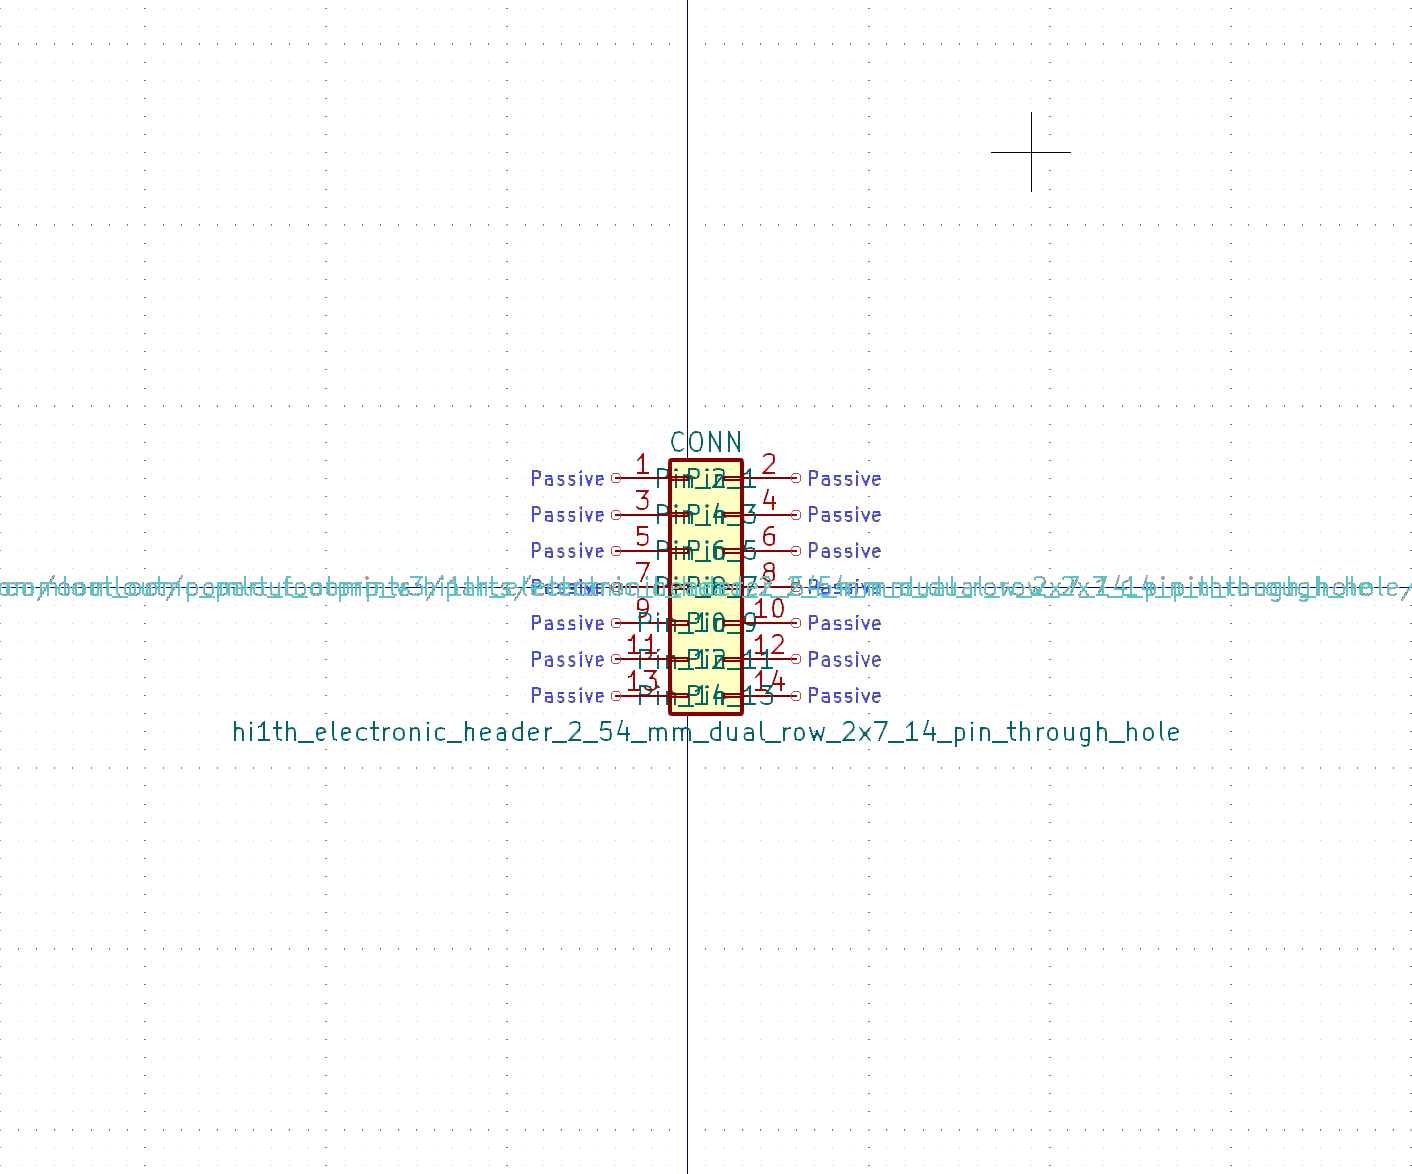 CONN
1 2
Passive Pin_2 Pin_1 Passive
3 4
Passive Pin_4 Pin_3 Passive
5 6
Passive Pin_6 Pin_5 Passive
7 8
Passive Pin_8 Pin_7 Passive
9 10
Passive Pin_10 Pin_9 Passive
11 12
Passive Pin_12 Pin_11 Passive
13 14
Passive Pin_14 Pin_13 Passive
hi1th_electronic_header_2_54_mm_dual_row_2x7_14_pin_through_hole